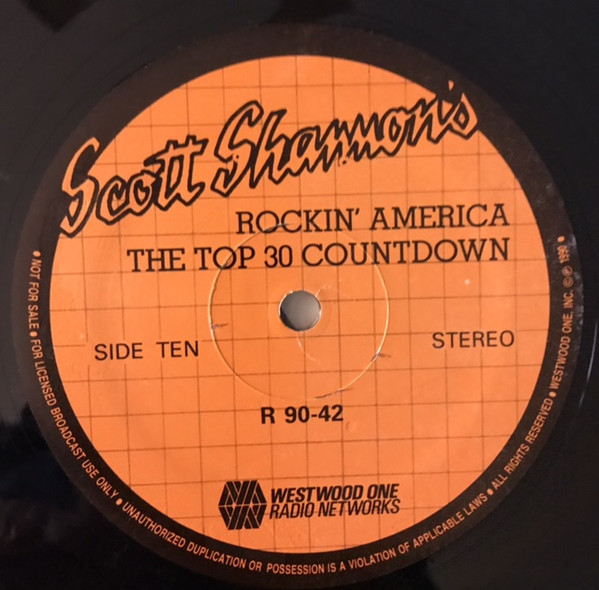 Scott Shannon's
ROCKIN' AMERICA
THE TOP 30 COUNTDOWN
SIDE TEN
STEREO
R 90-42
WESTWOOD ONE
RADIO NETWORKS
• NOT FOR SALE • FOR LICENSED BROADCAST USE ONLY • UNAUTHORIZED DUPLICATION OR POSSESSION IS A VIOLATION OF APPLICABLE LAWS • ALL RIGHTS RESERVED • WESTWOOD ONE, INC. © ℗ 1990 •